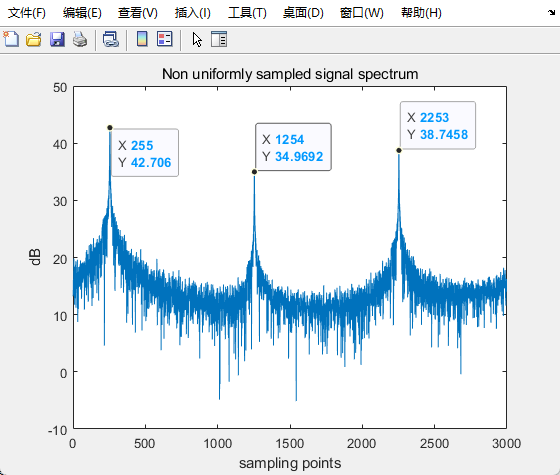 文件(F) 编辑(E) 查看(V) 插入(I) 工具(T) 桌面(D) 窗口(W) 帮助(H)
Non uniformly sampled signal spectrum
50
40
30
20
10
0
-10
dB
X 255
Y 42.706
X 1254
Y 34.9692
X 2253
Y 38.7458
0 500 1000 1500 2000 2500 3000
sampling points